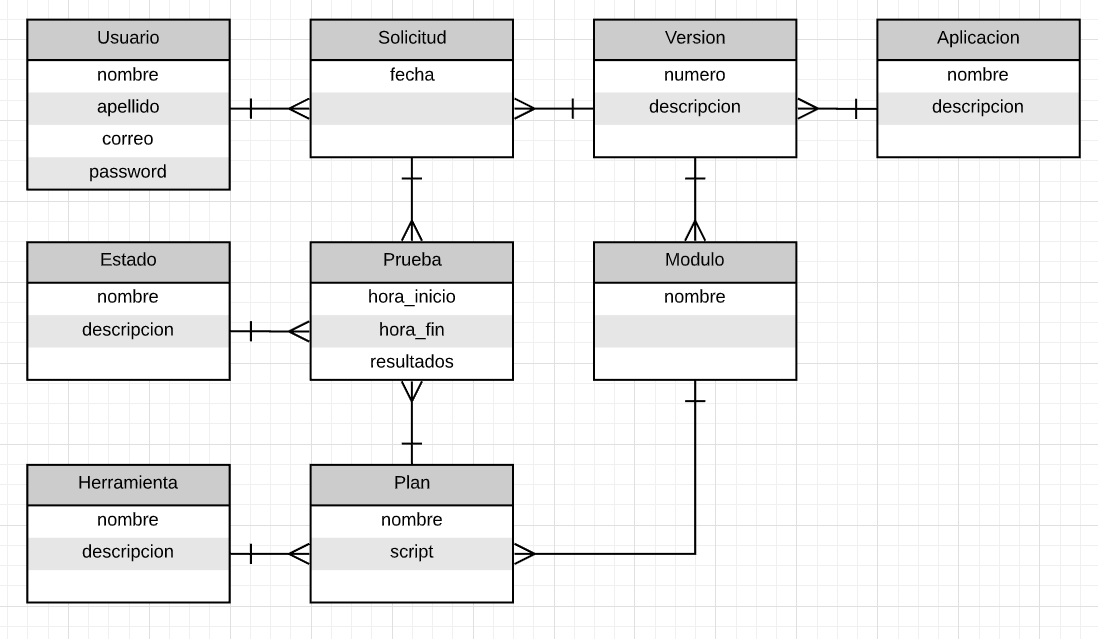 Usuario
nombre
apellido
correo
password
Solicitud
fecha
Version
numero
descripcion
Aplicacion
nombre
descripcion
Estado
nombre
descripcion
Prueba
hora_inicio
hora_fin
resultados
Modulo
nombre
Herramienta
nombre
descripcion
Plan
nombre
script